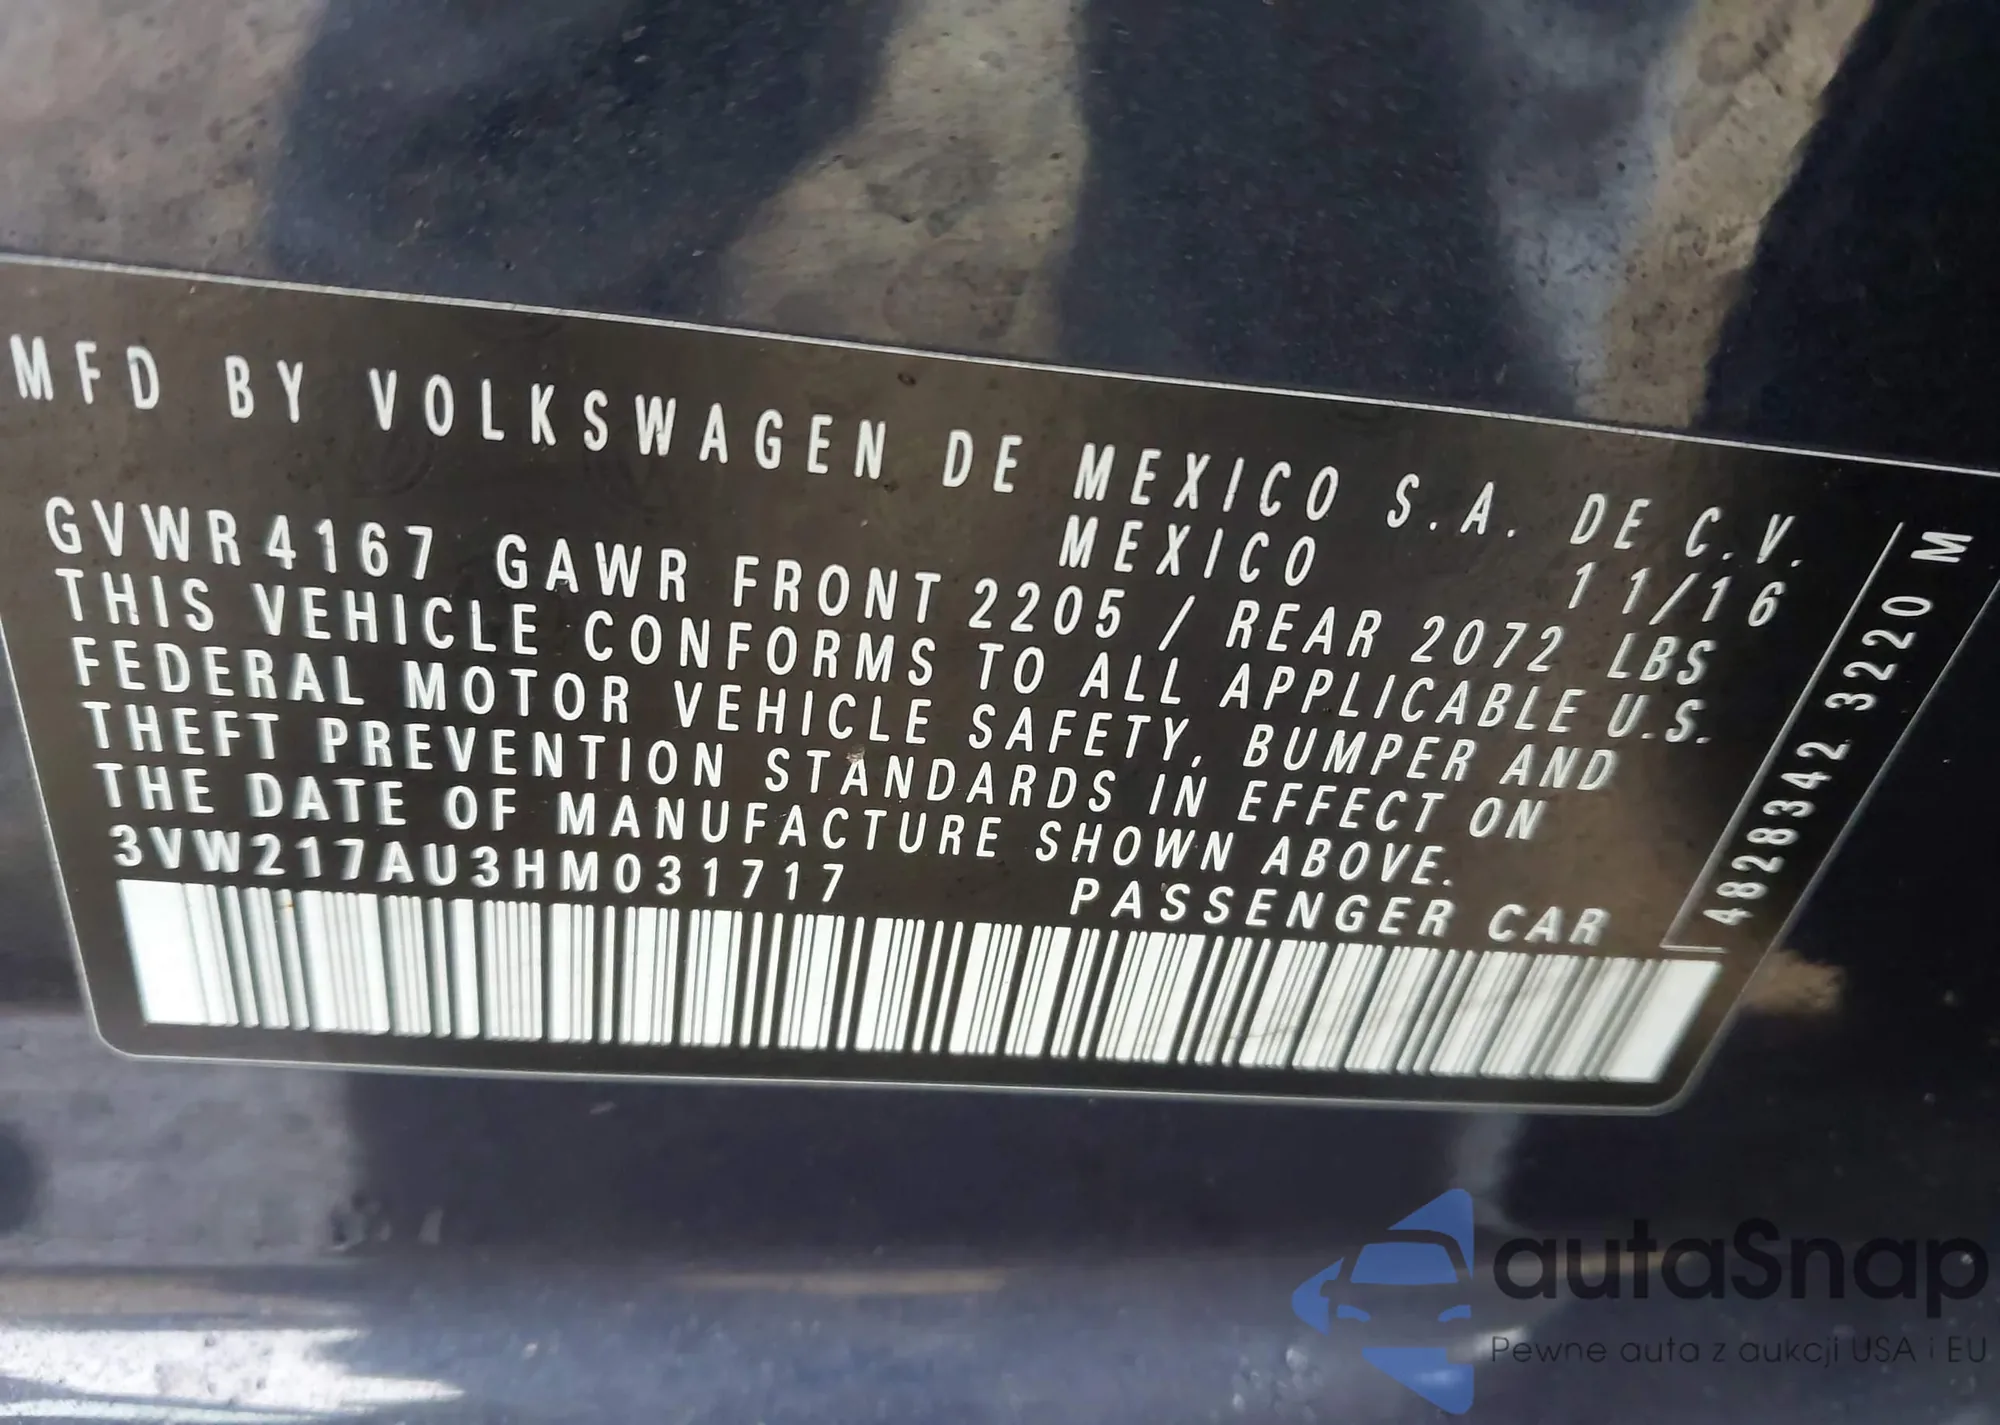 MFD BY VOLKSWAGEN DE MEXICO S.A. DE C.V.
MEXICO 11/16
GVWR 4167 GAWR FRONT 2205 / REAR 2072 LBS
THIS VEHICLE CONFORMS TO ALL APPLICABLE U.S.
FEDERAL MOTOR VEHICLE SAFETY, BUMPER AND
THEFT PREVENTION STANDARDS IN EFFECT ON
THE DATE OF MANUFACTURE SHOWN ABOVE.
3VW217AU3HM031717 PASSENGER CAR
4828342 3220 M
autaSnap
Pewne auta z aukcji USA i EU